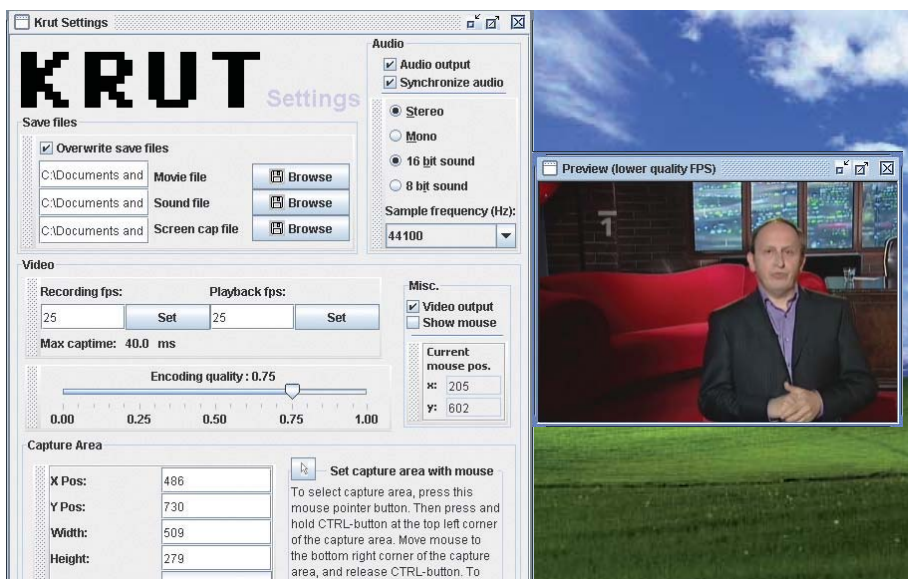 Krut Settings
KRUT
Settings
Save files
Overwrite save files
C:\Documents and Movie file Browse
C:\Documents and Sound file Browse
C:\Documents and Screen cap file Browse
Audio
Audio output
Synchronize audio
Stereo
Mono
16 bit sound
8 bit sound
Sample frequency (Hz):
44100
Video
Recording fps: Playback fps:
25 Set 25 Set
Max captime: 40.0 ms
Encoding quality : 0.75
0.00 0.25 0.50 0.75 1.00
Misc.
Video output
Show mouse
Current
mouse pos.
x: 205
y: 602
Capture Area
X Pos: 486
Y Pos: 730
Width: 509
Height: 279
Set capture area with mouse
To select capture area, press this
mouse pointer button. Then press and
hold CTRL-button at the top left corner
of the capture area. Move mouse to
the bottom right corner of the capture
area, and release CTRL-button. To
Preview (lower quality FPS)
1